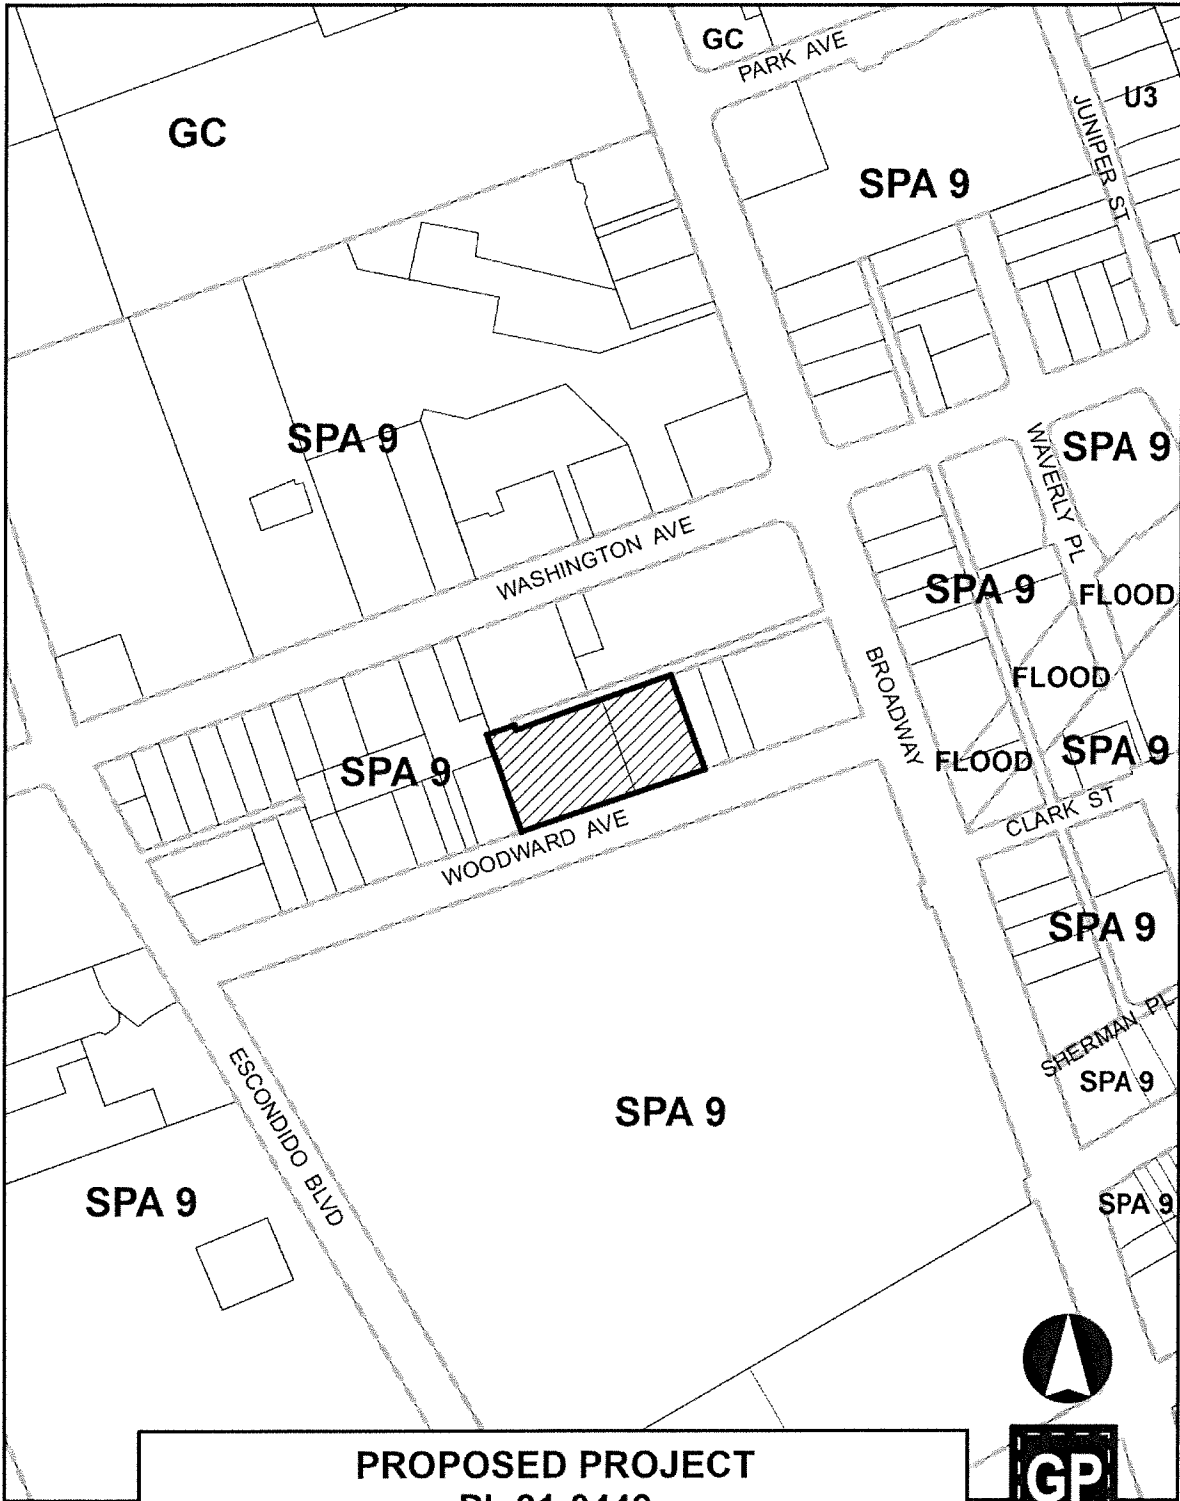 GC
PARK AVE
U3
GC
JUNIPER ST
SPA 9
SPA 9
WAVERLY PL
SPA 9
WASHINGTON AVE
SPA 9
FLOOD
BROADWAY
FLOOD
SPA 9
FLOOD
SPA 9
CLARK ST
WOODWARD AVE
SPA 9
SHERMAN PL
ESCONDIDO BLVD
SPA 9
SPA 9
SPA 9
SPA 9
PROPOSED PROJECT
GP